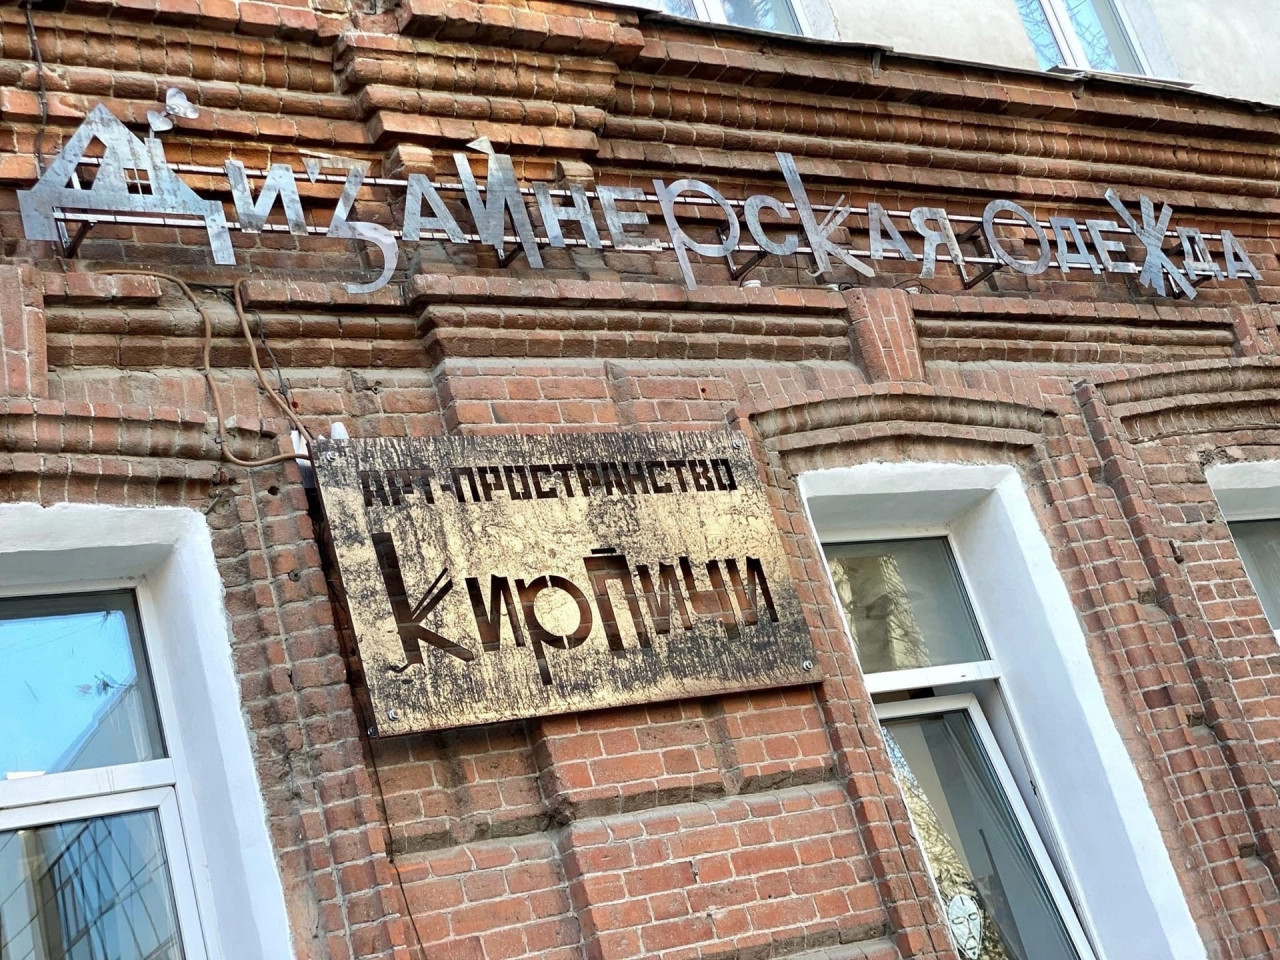 Дизайнерская Одежда
АРТ-ПРОСТРАНСТВО
КирПичи